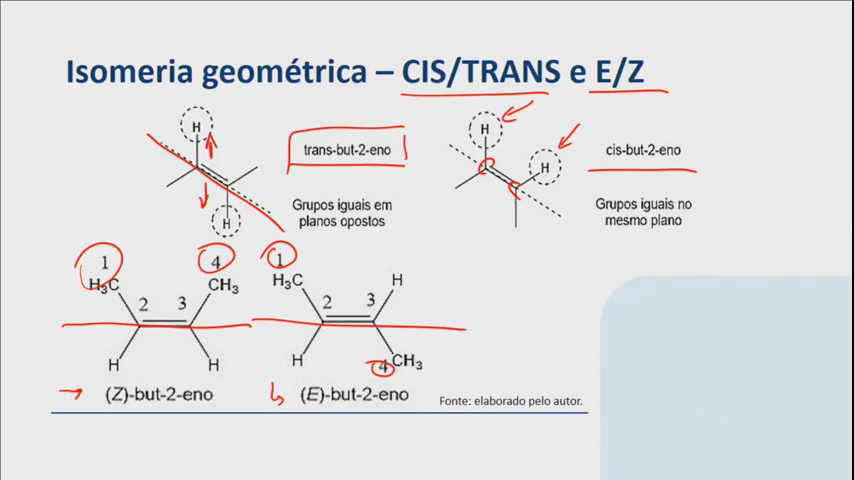 Isomeria geométrica – CIS/TRANS e E/Z
H
trans-but-2-eno
H
Grupos iguais em
planos opostos
H
H
cis-but-2-eno
Grupos iguais no
mesmo plano
1
4
H₃C
CH₃
2
3
H
H
(Z)-but-2-eno
1
H₃C
H
2
3
H
4
CH₃
(E)-but-2-eno
Fonte: elaborado pelo autor.